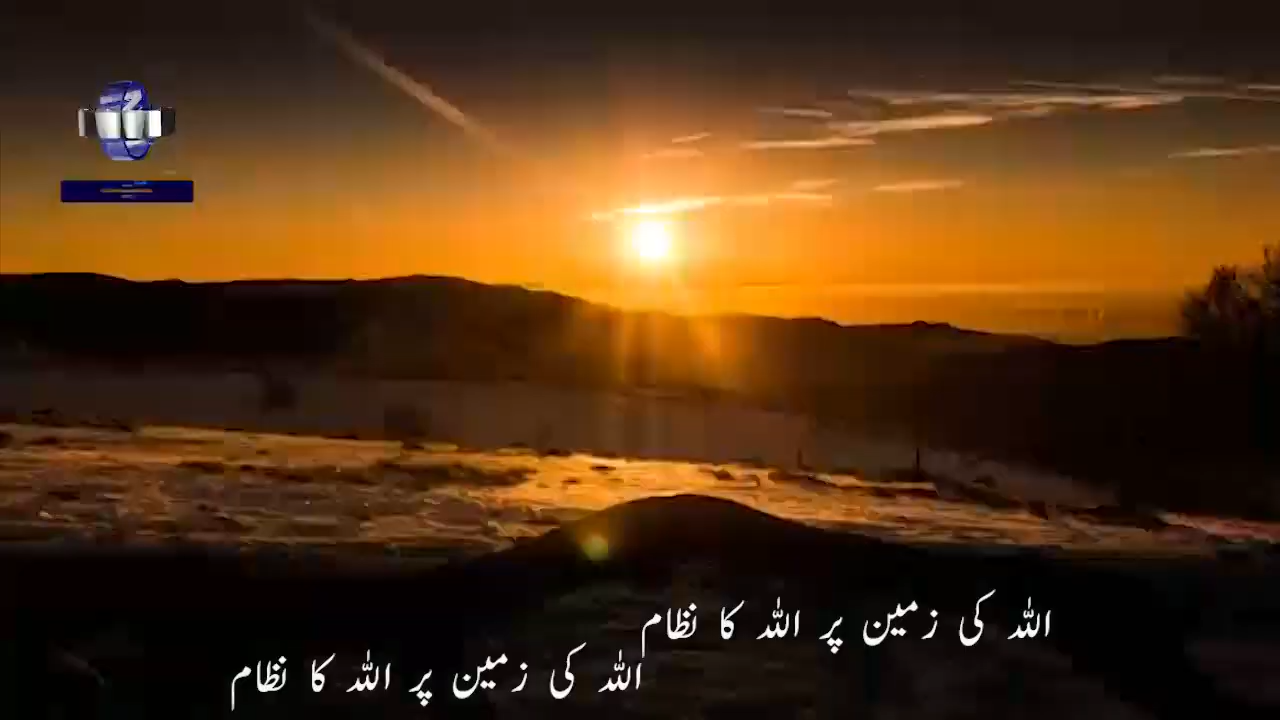 اللہ کی زمین پر اللہ کا نظام
اللہ کی زمین پر اللہ کا نظام